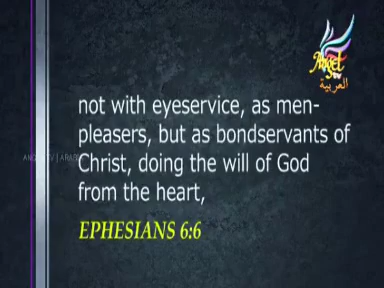 Angel
العربية
not with eyeservice, as men-
pleasers, but as bondservants of
Christ, doing the will of God
from the heart,
EPHESIANS 6:6